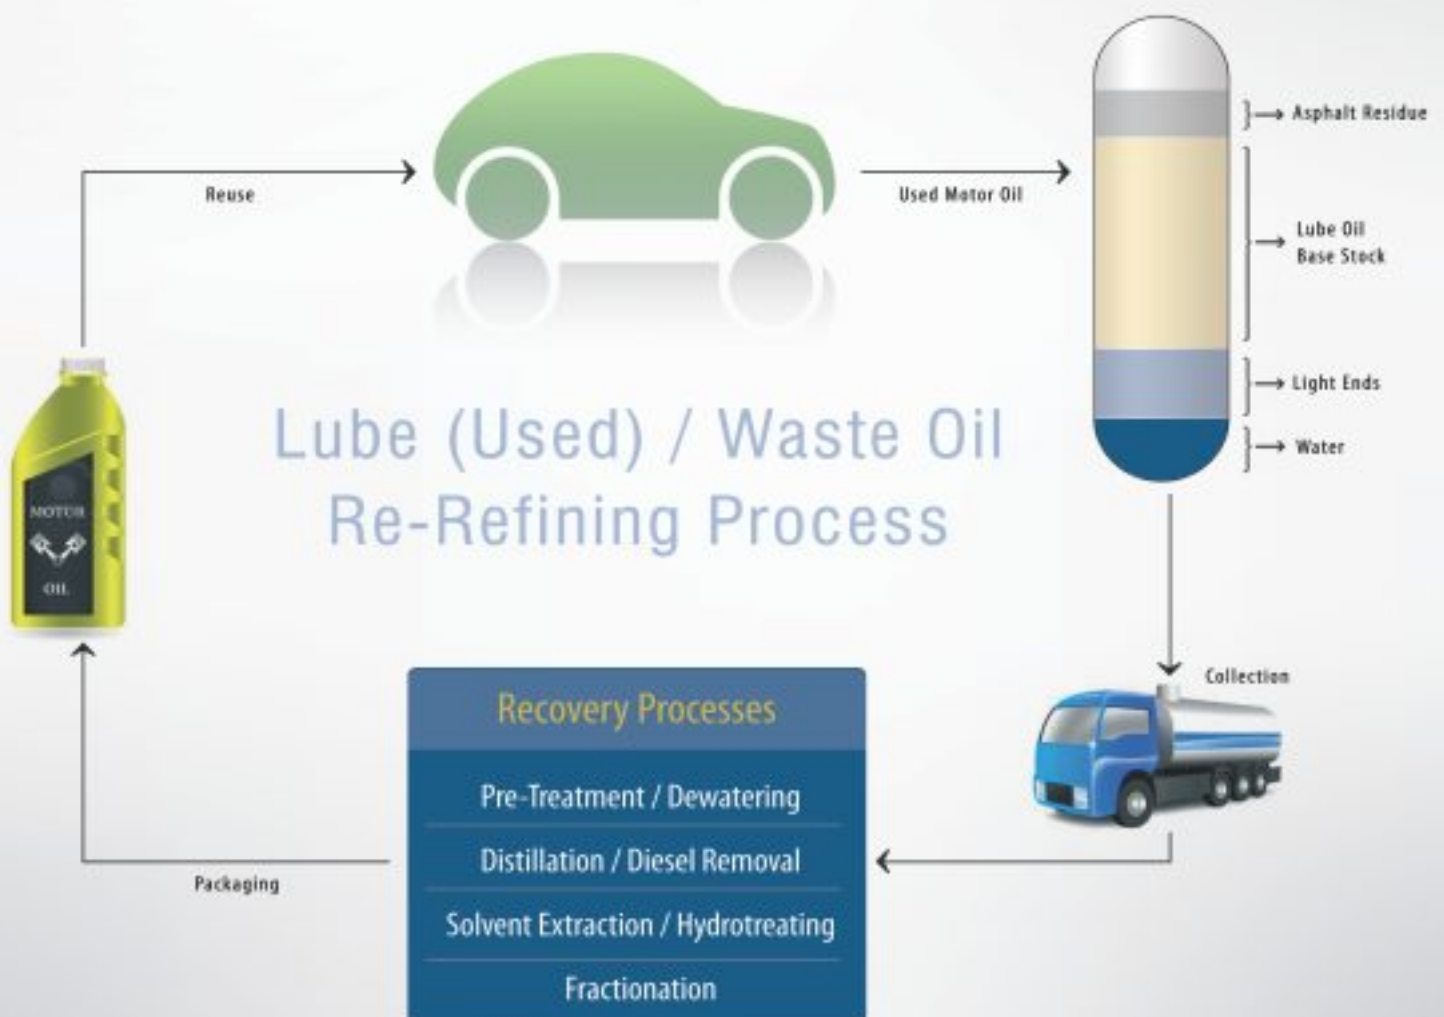 Asphalt Residue
Reuse
Used Motor Oil
Lube Oil
Base Stock
Light Ends
Lube (Used) / Waste Oil
Water
Re-Refining Process
MOTOR
OIL
Collection
Recovery Processes
Pre-Treatment / Dewatering
Distillation / Diesel Removal
Packaging
Solvent Extraction / Hydrotreating
Fractionation